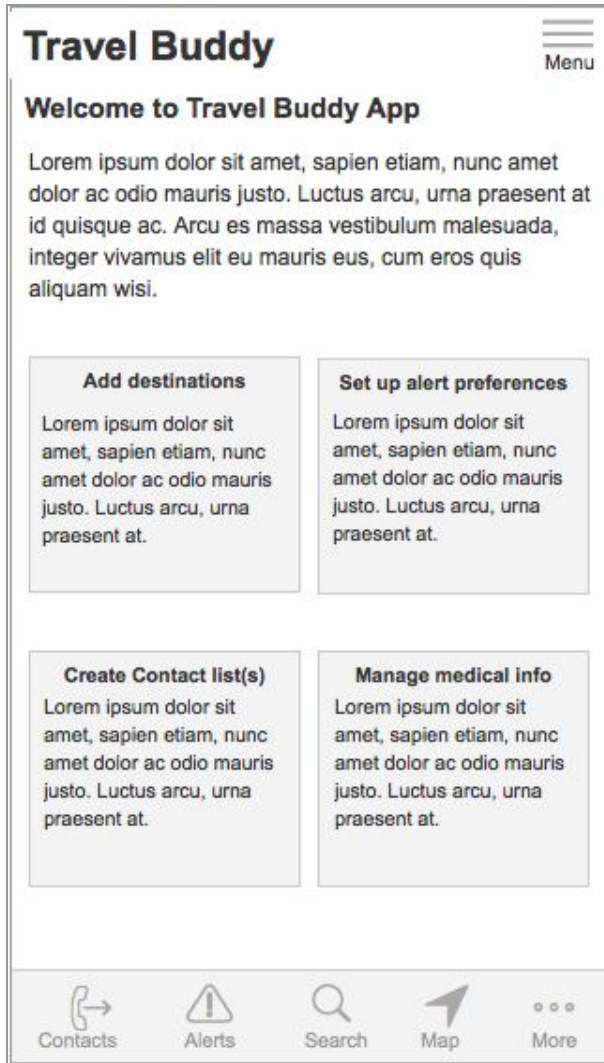 Travel Buddy
Menu
Welcome to Travel Buddy App
Lorem ipsum dolor sit amet, sapien etiam, nunc amet
dolor ac odio mauris justo. Luctus arcu, urna praesent at
id quisque ac. Arcu es massa vestibulum malesuada,
integer vivamus elit eu mauris eus, cum eros quis
aliquam wisi.
Add destinations
Lorem ipsum dolor sit
amet, sapien etiam, nunc
amet dolor ac odio mauris
justo. Luctus arcu, urna
praesent at.
Set up alert preferences
Lorem ipsum dolor sit
amet, sapien etiam, nunc
amet dolor ac odio mauris
justo. Luctus arcu, urna
praesent at.
Create Contact list(s)
Lorem ipsum dolor sit
amet, sapien etiam, nunc
amet dolor ac odio mauris
justo. Luctus arcu, urna
praesent at.
Manage medical info
Lorem ipsum dolor sit
amet, sapien etiam, nunc
amet dolor ac odio mauris
justo. Luctus arcu, urna
praesent at.
Contacts
Alerts
Search
Map
More